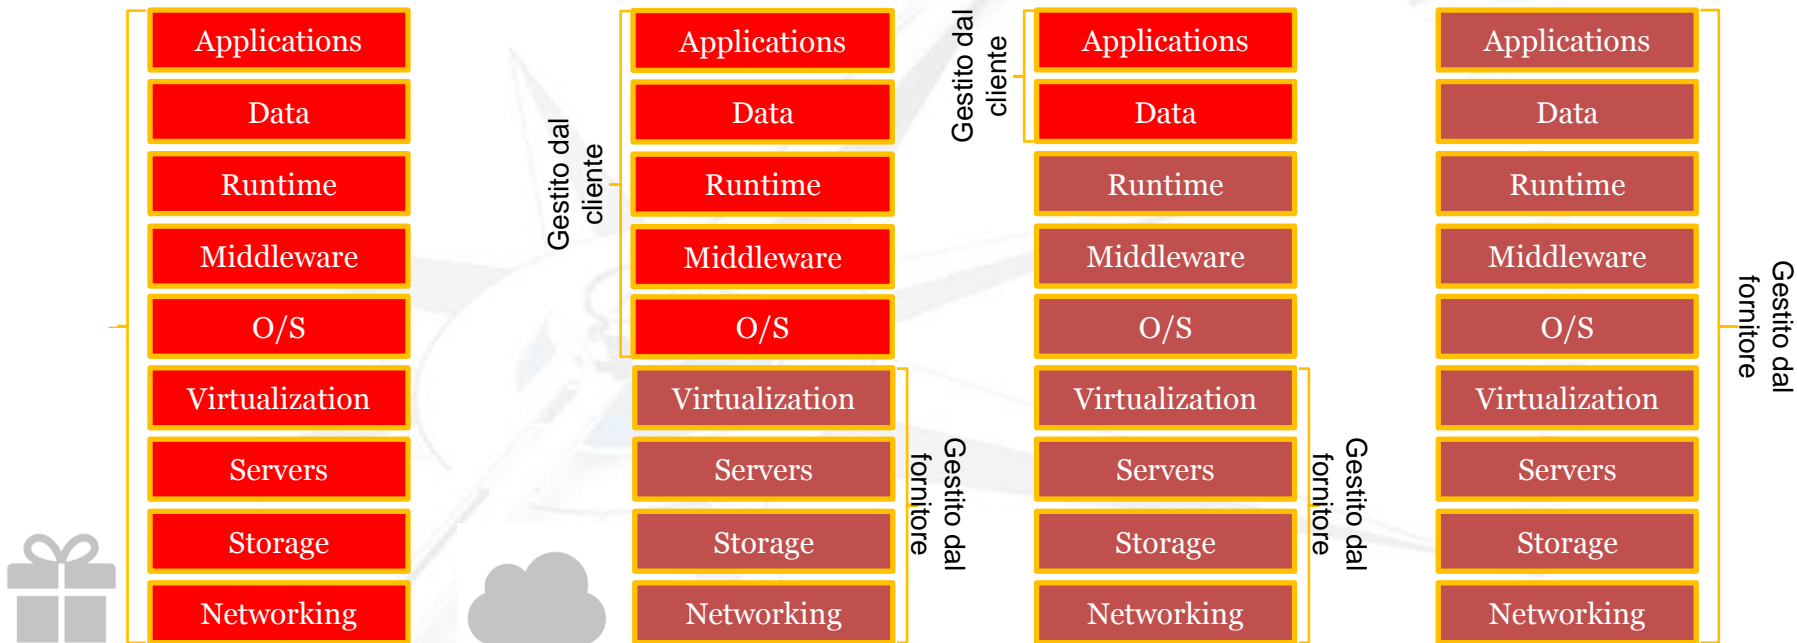 Applications
Data
Runtime
Middleware
O/S
Virtualization
Servers
Storage
Networking
Gestito dal
cliente
Applications
Data
Runtime
Middleware
O/S
Virtualization
Servers
Storage
Networking
Gestito dal
fornitore
Gestito dal
cliente
Applications
Data
Runtime
Middleware
O/S
Virtualization
Servers
Storage
Networking
Gestito dal
fornitore
Applications
Data
Runtime
Middleware
O/S
Virtualization
Servers
Storage
Networking
Gestito dal
fornitore